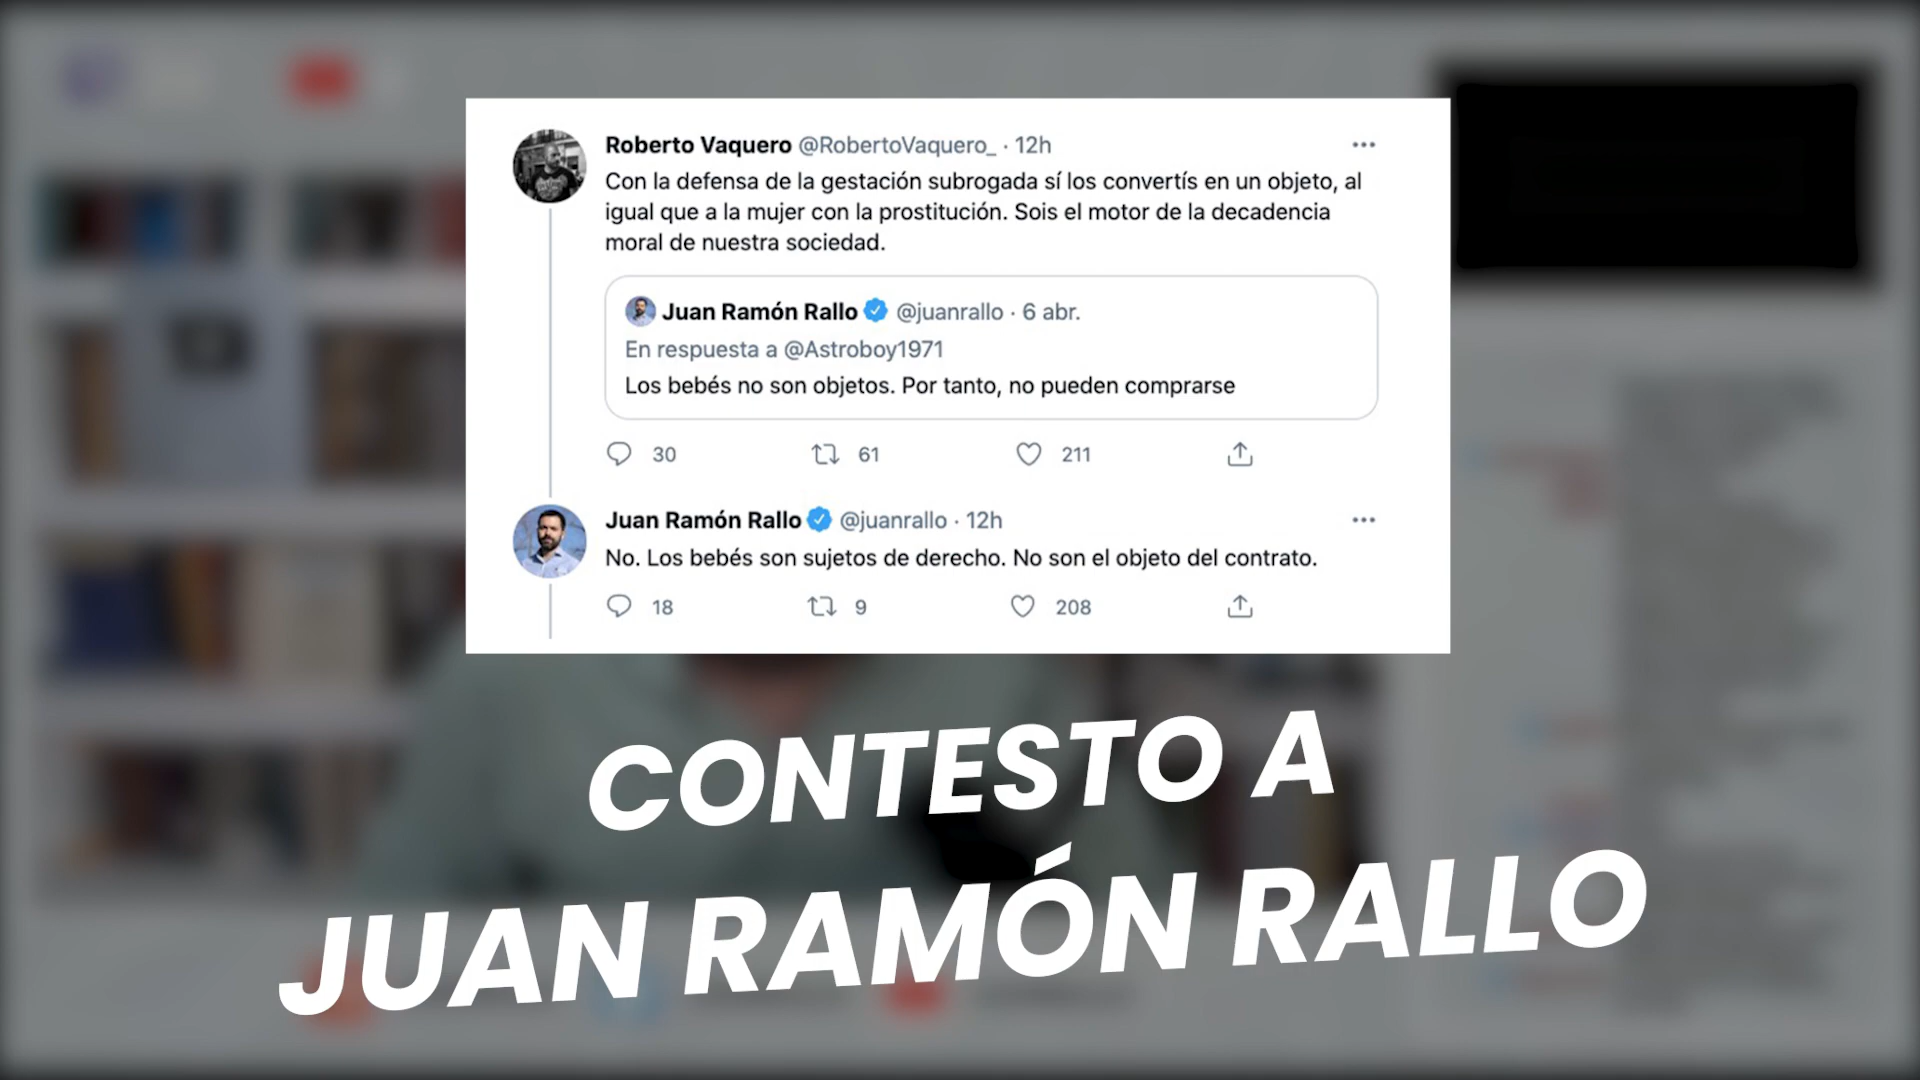 Roberto Vaquero @RobertoVaquero_ · 12h
Con la defensa de la gestación subrogada sí los convertís en un objeto, al
igual que a la mujer con la prostitución. Sois el motor de la decadencia
moral de nuestra sociedad.
Juan Ramón Rallo @juanrallo · 6 abr.
En respuesta a @Astroboy1971
Los bebés no son objetos. Por tanto, no pueden comprarse
30 61 211
Juan Ramón Rallo @juanrallo · 12h
No. Los bebés son sujetos de derecho. No son el objeto del contrato.
18 9 208
CONTESTO A
JUAN RAMÓN RALLO